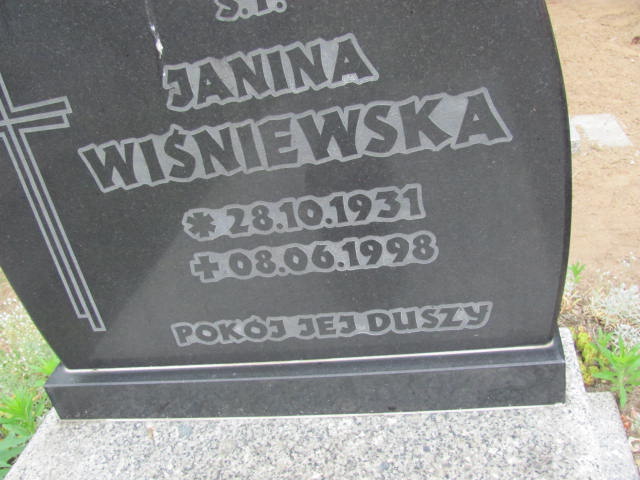 Ś.P.
JANINA
WIŚNIEWSKA
* 28.10.1931
+ 08.06.1998
POKÓJ JEJ DUSZY